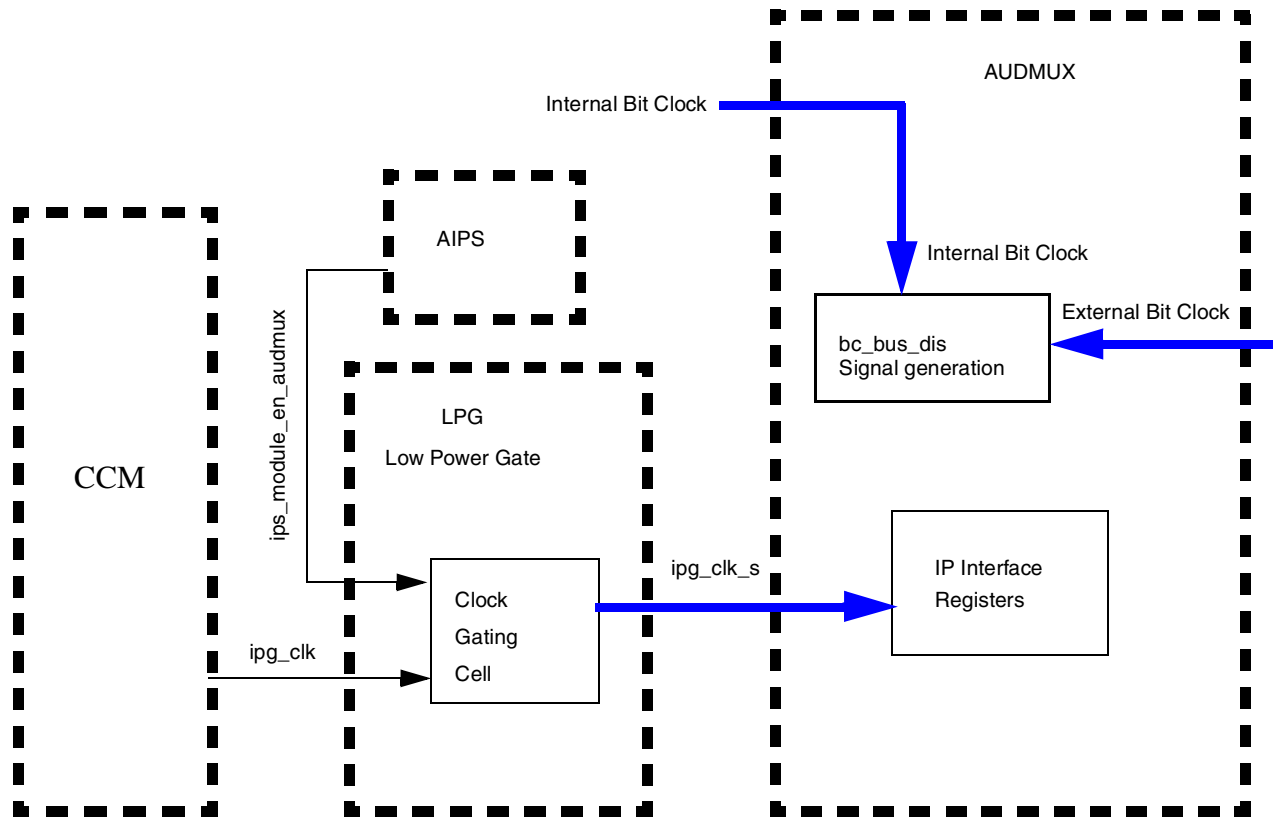 AUDMUX
Internal Bit Clock
AIPS
Internal Bit Clock
External Bit Clock
bc_bus_dis
Signal generation
ips_module_en_audmux
LPG
Low Power Gate
CCM
ipg_clk_s
IP Interface
Registers
Clock
Gating
Cell
ipg_clk